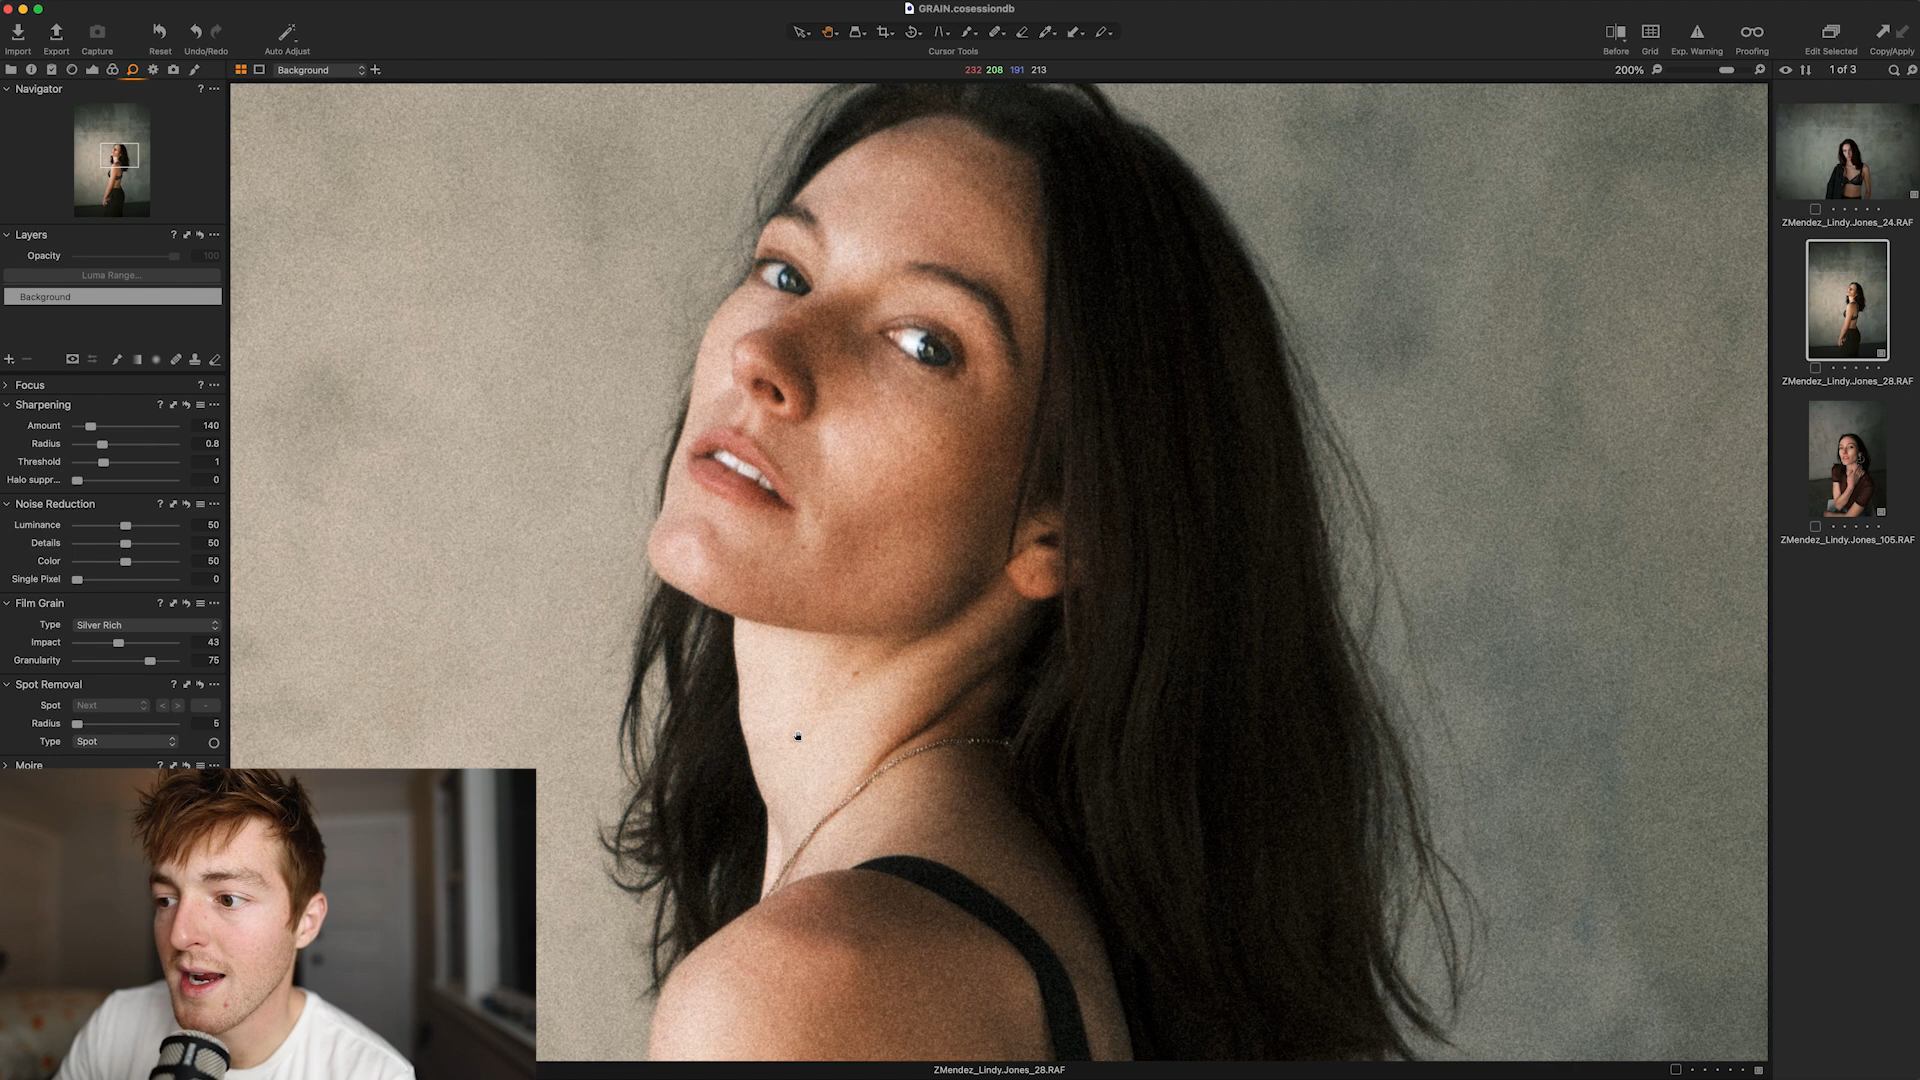 GRAIN.cosessiondb
Import
Export
Capture
Reset
Undo/Redo
Auto Adjust
Cursor Tools
Before
Grid
Exp. Warning
Proofing
Edit Selected
Copy/Apply
Background
232 208 191 213
200%
1 of 3
Navigator
?
Layers
?
Opacity 100
Luma Range...
Background
Focus
?
Sharpening
?
Amount 140
Radius 0.8
Threshold 1
Halo suppr... 0
Noise Reduction
?
Luminance 50
Details 50
Color 50
Single Pixel 0
Film Grain
?
Type Silver Rich
Impact 43
Granularity 75
Spot Removal
?
Spot Next < > -
Radius 5
Type Spot
Moire
?
ZMendez_Lindy.Jones_24.RAF
ZMendez_Lindy.Jones_28.RAF
ZMendez_Lindy.Jones_105.RAF
ZMendez_Lindy.Jones_28.RAF